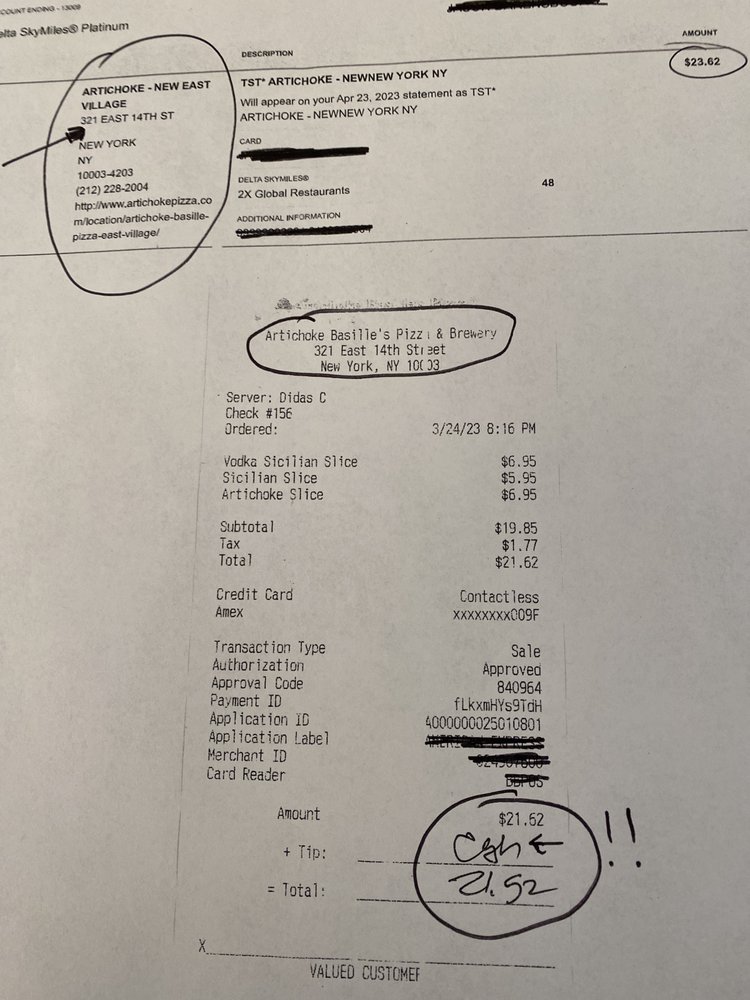 COUNT ENDING - 13009
elta SkyMiles® Platinum
DESCRIPTION
AMOUNT
ARTICHOKE - NEW EAST
VILLAGE
321 EAST 14TH ST
NEW YORK
NY
10003-4203
(212) 228-2004
http://www.artichokepizza.co
m/location/artichoke-basille-
pizza-east-village/
TST* ARTICHOKE - NEWNEW YORK NY
Will appear on your Apr 23, 2023 statement as TST*
ARTICHOKE - NEWNEW YORK NY
$23.62
CARD
DELTA SKYMILES®
2X Global Restaurants
48
ADDITIONAL INFORMATION
Artichoke Basille's Pizza & Brewery
321 East 14th Street
New York, NY 10003
Server: Didas C
Check #156
Ordered: 3/24/23 8:16 PM
Vodka Sicilian Slice $6.95
Sicilian Slice $5.95
Artichoke Slice $6.95
Subtotal $19.85
Tax $1.77
Total $21.62
Credit Card Contactless
Amex xxxxxxxx009F
Transaction Type Sale
Authorization Approved
Approval Code 840964
Payment ID fLkxmHYs9TdH
Application ID 4000000025010801
Application Label
Merchant ID
Card Reader
Amount $21.62
+ Tip: Cash ←
= Total: 21.92
!!
X
VALUED CUSTOMER